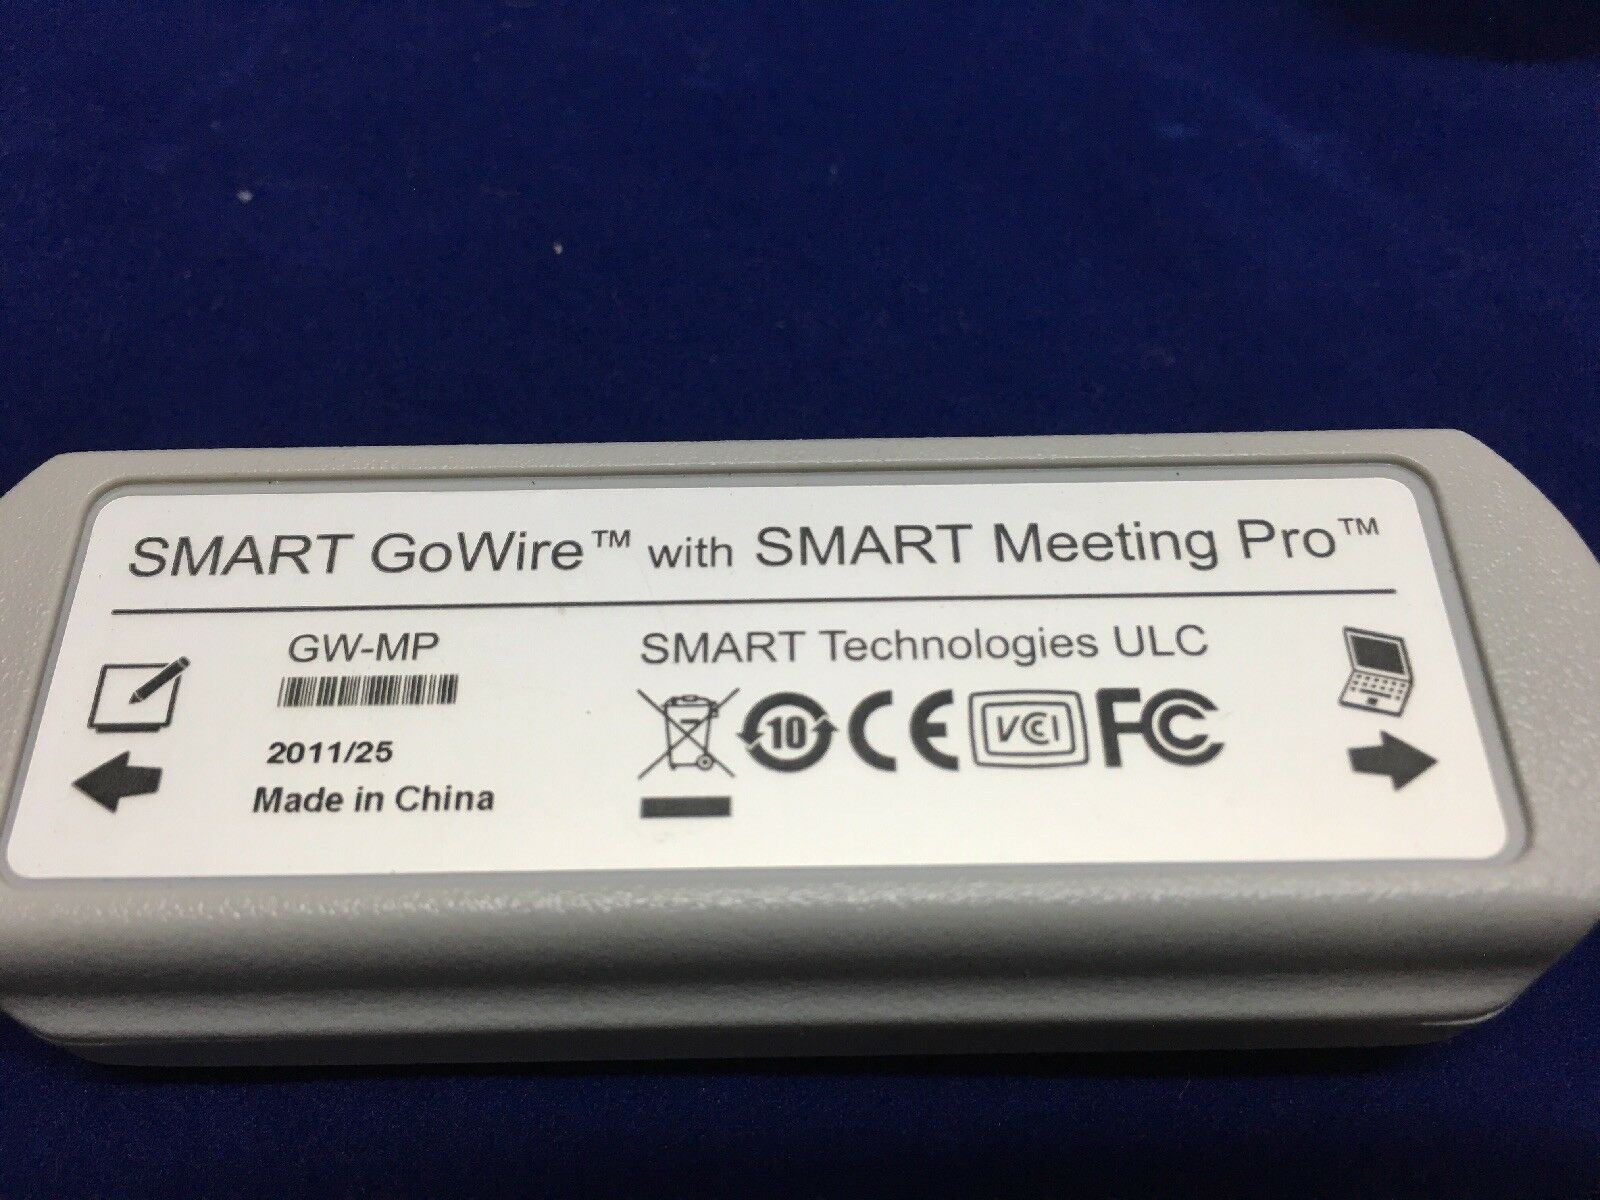 SMART GoWire™ with SMART Meeting Pro™
GW-MP
2011/25
Made in China
SMART Technologies ULC
10 CE VCCI FC